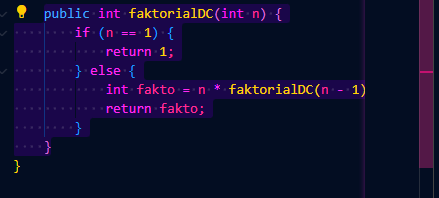 public int faktorialDC(int n) {
if (n == 1) {
return 1;
} else {
int fakto = n * faktorialDC(n - 1)
return fakto;
}
}
}